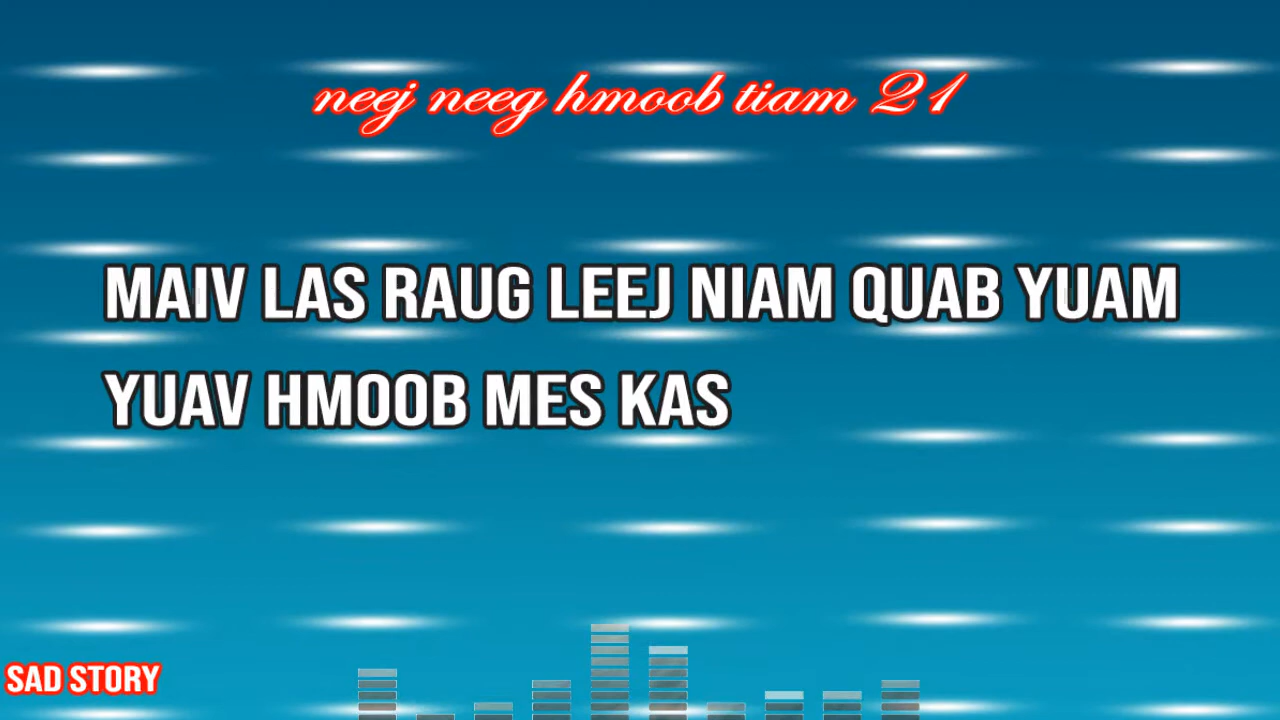 neej neeg hmoob tiam 21
MAIV LAS RAUG LEEJ NIAM QUAB YUAM
YUAV HMOOB MES KAS
SAD STORY